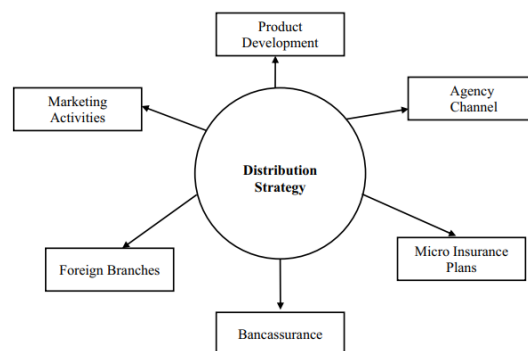 Product
Development
Marketing
Activities
Agency
Channel
Distribution
Strategy
Foreign Branches
Micro Insurance
Plans
Bancassurance